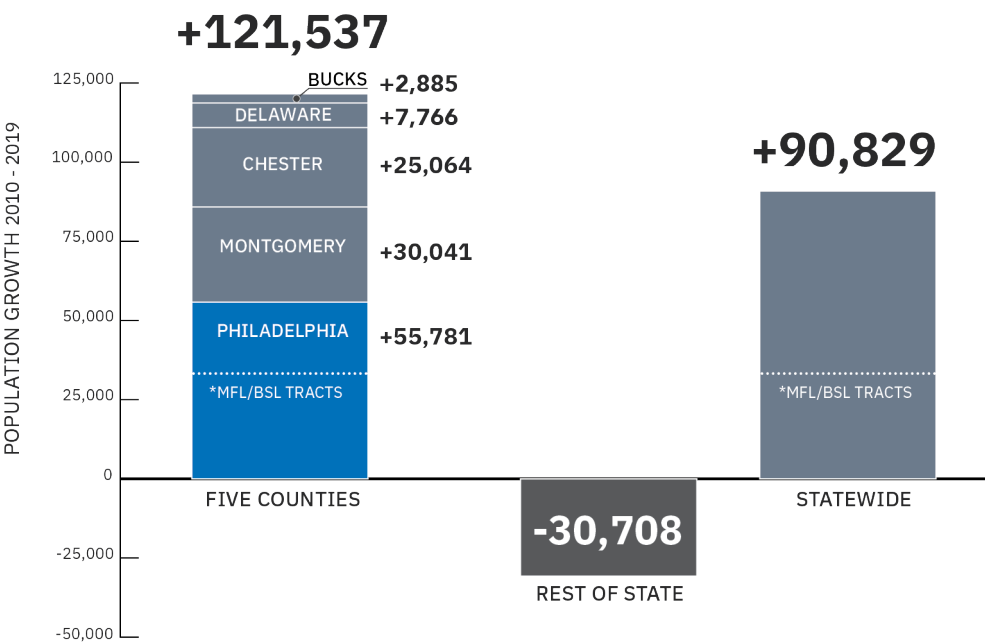 +121,537
BUCKS +2,885
DELAWARE +7,766
CHESTER +25,064
MONTGOMERY +30,041
PHILADELPHIA +55,781
*MFL/BSL TRACTS
FIVE COUNTIES
-30,708
REST OF STATE
+90,829
*MFL/BSL TRACTS
STATEWIDE
POPULATION GROWTH 2010 - 2019
125,000
100,000
75,000
50,000
25,000
0
-25,000
-50,000